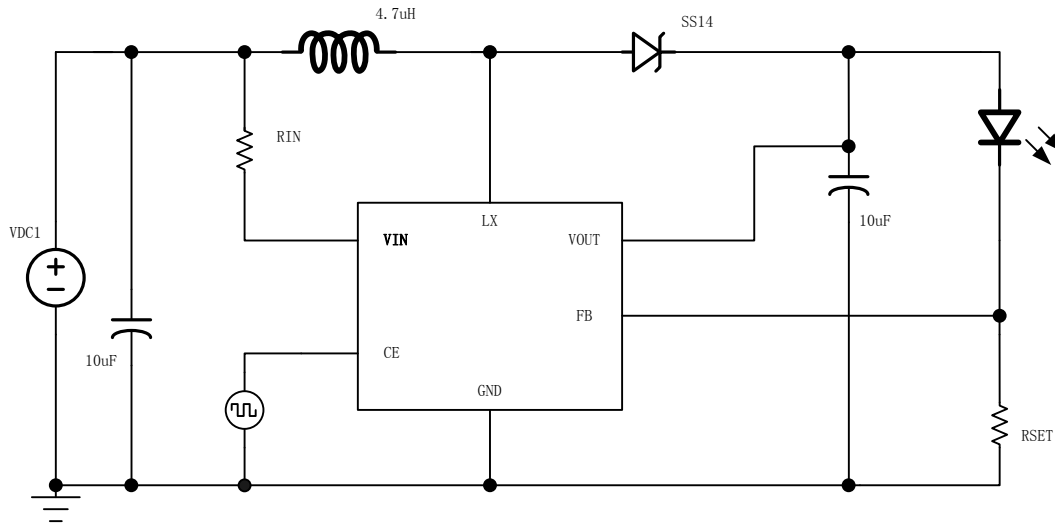 4.7uH
SS14
RIN
LX
10uF
VDC1
VIN
VOUT
FB
10uF
CE
GND
RSET